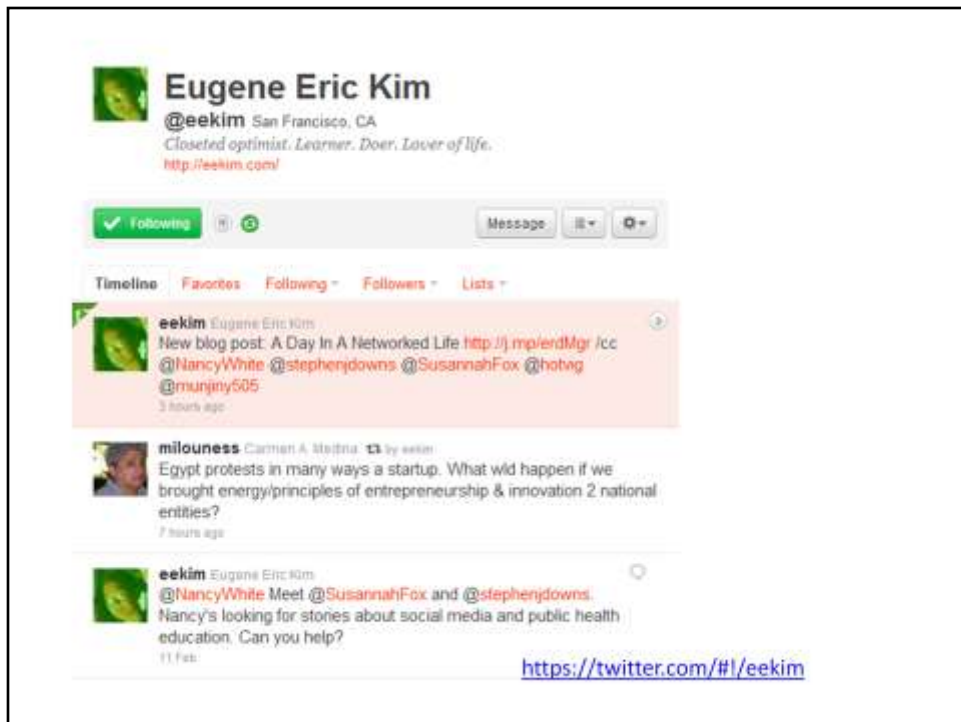 Eugene Eric Kim
@eekim San Francisco, CA
Closeted optimist. Learner. Doer. Lover of life.
http://eekim.com/
Following
Message
Timeline Favorites Following Followers Lists
eekim Eugene Eric Kim
New blog post: A Day In A Networked Life http://j.mp/erdMgr /cc
@NancyWhite @stephenjdowns @SusannahFox @hotvig
@munjiny505
3 hours ago
milouness Carmen A. Medina by eekim
Egypt protests in many ways a startup. What wld happen if we
brought energy/principles of entrepreneurship & innovation 2 national
entities?
7 hours ago
eekim Eugene Eric Kim
@NancyWhite Meet @SusannahFox and @stephenjdowns.
Nancy's looking for stories about social media and public health
education. Can you help?
11 Feb
https://twitter.com/#!/eekim